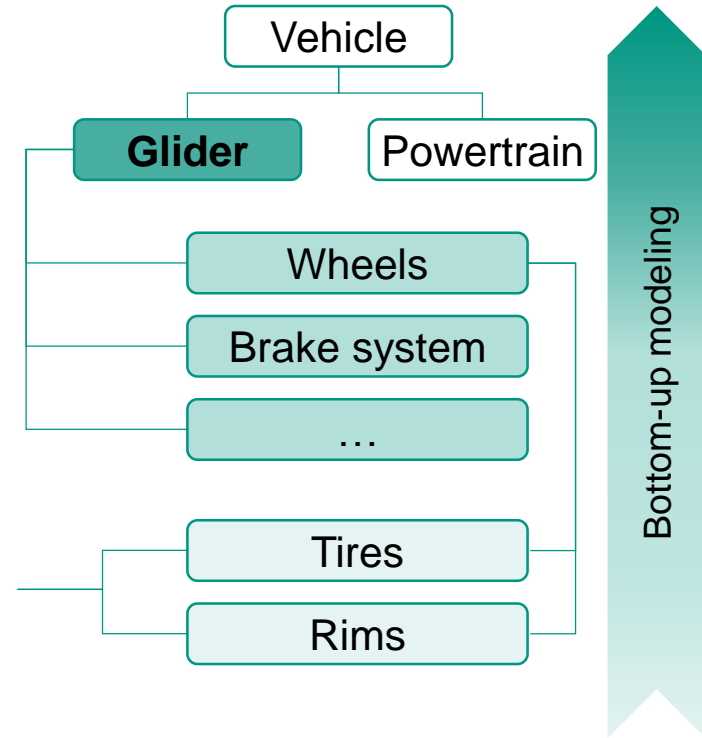 Vehicle
Glider
Powertrain
Wheels
Brake system
…
Tires
Rims
Bottom-up modeling